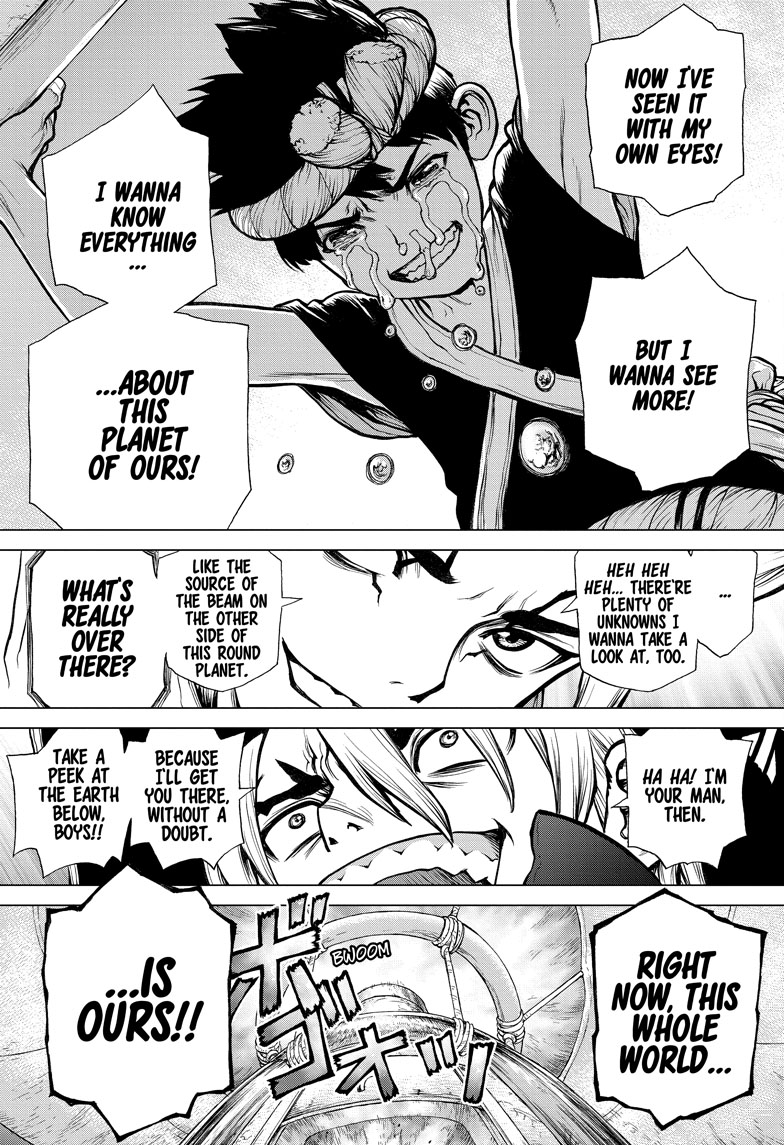 NOW I'VE
SEEN IT
WITH MY
OWN EYES!
BUT I
WANNA SEE
MORE!
I WANNA
KNOW
EVERYTHING
...
...ABOUT
THIS
PLANET
OF OURS!
...
HEH HEH
HEH... THERE'RE
PLENTY OF
UNKNOWNS I
WANNA TAKE A
LOOK AT, TOO.
LIKE THE
SOURCE OF
THE BEAM ON
THE OTHER
SIDE OF
THIS ROUND
PLANET.
WHAT'S
REALLY
OVER
THERE?
HA HA! I'M
YOUR MAN,
THEN.
BECAUSE
I'LL GET
YOU THERE,
WITHOUT A
DOUBT.
TAKE A
PEEK AT
THE EARTH
BELOW,
BOYS!!
RIGHT
NOW, THIS
WHOLE
WORLD...
BWOOM
ボゴオォ
...IS
OURS!!